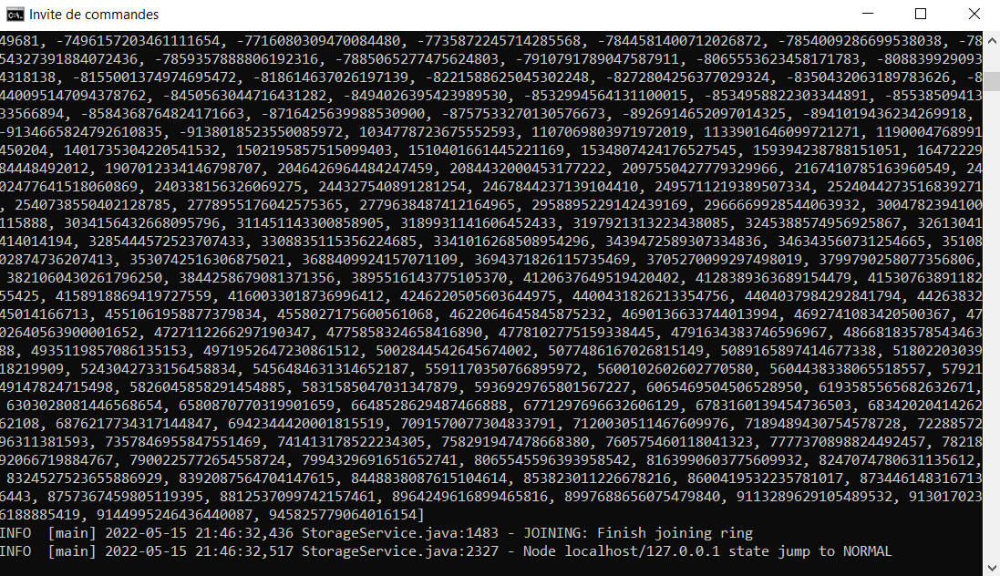 Invite de commandes
49681, -7496157203461111654, -7716080309470084480, -7735872245714285568, -7844581400712026872, -7854009286699538038, -78
54327391884072436, -7859357888806192316, -7885065277475624803, -7910791789047587911, -8065553623458171783, -808839929093
4318138, -8155001374974695472, -818614637026197139, -8221588625045302248, -8272804256377029324, -8350432063189783626, -8
440095147094378762, -8450563044716431282, -8494026395423989530, -8532994564131100015, -8534958822303344891, -85538509413
33566894, -8584368764824171663, -8716425639988530900, -8757533270130576673, -8926914652097014325, -8941019436234269918,
-9134665824792610835, -9138018523550085972, 1034778723675552593, 1107069803971972019, 1133901646099721271, 1190004768991
450204, 1401735304220541532, 1502195857515099403, 1510401661445221169, 1534807424176527545, 159394238788151051, 16472229
84448492012, 1907012334146798707, 2046426964484247459, 2084432000453177222, 2097550427779329966, 2167410785163960549, 24
02477641518060869, 240338156326069275, 244327540891281254, 2467844237139104410, 2495711219389507334, 2524044273516839271
, 2540738550402128785, 2778955176042575365, 2779638487412164965, 295889522914243916​9, 2966669928544063932, 3004782394100
115888, 3034156432668095796, 311451143300858905, 3189931141606452433, 3197921313223438085, 3245388574956925867, 32613041
414014194, 3285444572523707433, 3308835115356224685, 3341016268508954296, 3439472589307334836, 346343560731254665, 35108
02874736207413, 3530742516306875021, 3688409924157071109, 3694371826115735469, 3705270099297498019, 3799790258077356806,
3821060430261796250, 3844258679081371356, 3895516143775105370, 4120637649519420402, 4128389363689154479, 41530763891182
55425, 4158918869419727559, 4160033018736996412, 4246220505603644975, 4400431826213354756, 4404037984292841794, 44263832
45014166713, 4551061958877379834, 4558027175600561068, 4622064645845875232, 4690136633744013994, 4692741083420500367, 47
02640563900001652, 4727112266297190347, 4775858324658416890, 4778102775159338445, 4791634383746596967, 48668183578543463
88, 4935119857086135153, 4971952647230861512, 5002844542645674002, 5077486167026815149, 5089165897414677338, 51802203039
18219909, 5243042733156458834, 5456484631314652187, 5591170350766895972, 5600102602602770580, 5604438338065518557, 57921
49147824715498, 5826045858291454885, 5831585047031347879, 5936929765801567227, 6065469504506528950, 6193585565682632671,
6303028081446568654, 6580870770319901659, 6648528629487466888, 6771297696632606129, 6783160139454736503, 68342020414262
62108, 6876217734317144847, 6942344420001815519, 7091570077304833791, 7120030511467609976, 7189489430754578728, 72288572
96311381593, 7357846955847551469, 741413178522234305, 758291947478668380, 760575460118041323, 7777370898824492457, 78218
92066719884767, 7900225772654558724, 7994329691651652741, 8065545596393958542, 8163990603775609932, 8247074780631135612,
8324527523655886929, 8392087564704147615, 8448838087615104614, 853823011226678216, 8600419532235781017, 873446148316713
6443, 8757367459805119395, 8812537099742157461, 8964249616899465816, 8997688656075479840, 9113289629105489532, 913017023
6188885419, 9144995246436440087, 945825779064016154]
INFO [main] 2022-05-15 21:46:32,436 StorageService.java:1483 - JOINING: Finish joining ring
INFO [main] 2022-05-15 21:46:32,517 StorageService.java:2327 - Node localhost/127.0.0.1 state jump to NORMAL